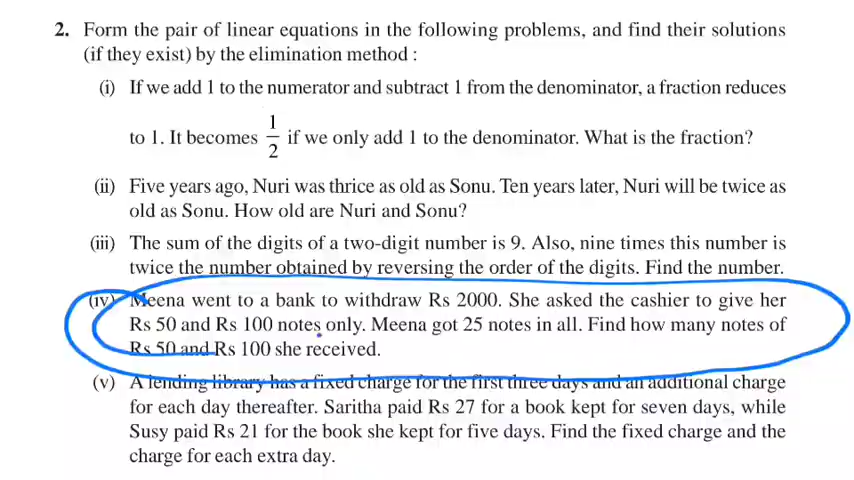 2. Form the pair of linear equations in the following problems, and find their solutions
(if they exist) by the elimination method :
(i) If we add 1 to the numerator and subtract 1 from the denominator, a fraction reduces
to 1. It becomes 1/2 if we only add 1 to the denominator. What is the fraction?
(ii) Five years ago, Nuri was thrice as old as Sonu. Ten years later, Nuri will be twice as
old as Sonu. How old are Nuri and Sonu?
(iii) The sum of the digits of a two-digit number is 9. Also, nine times this number is
twice the number obtained by reversing the order of the digits. Find the number.
(iv) Meena went to a bank to withdraw Rs 2000. She asked the cashier to give her
Rs 50 and Rs 100 notes only. Meena got 25 notes in all. Find how many notes of
Rs 50 and Rs 100 she received.
(v) A lending library has a fixed charge for the first three days and an additional charge
for each day thereafter. Saritha paid Rs 27 for a book kept for seven days, while
Susy paid Rs 21 for the book she kept for five days. Find the fixed charge and the
charge for each extra day.